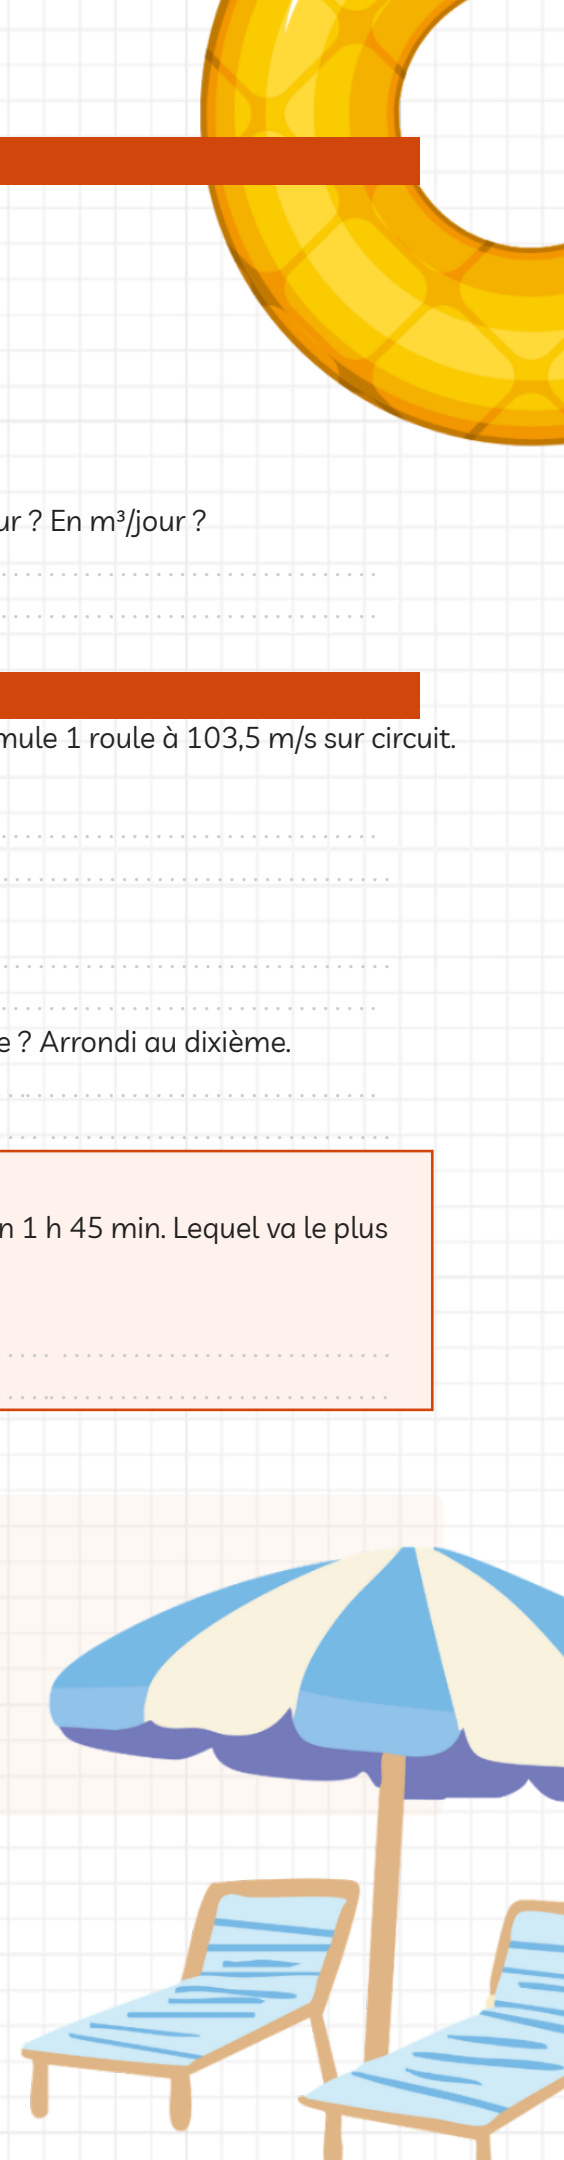 ur ? En m³/jour ?
mule 1 roule à 103,5 m/s sur circuit.
e ? Arrondi au dixième.
n 1 h 45 min. Lequel va le plus